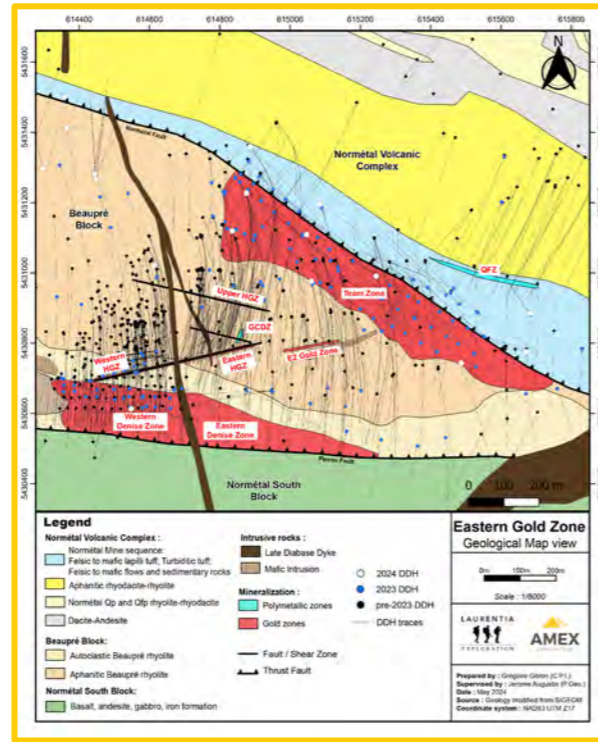 614400 614600 614800 615000 615200 615400 615600 615800
5431600
5431400
5431200
5431000
5430800
5430600
5430400
N
Normétal Fault
Normétal Volcanic
Complex
Beaupré
Block
QFZ
Upper HGZ
Team Zone
GCDZ
Western
HGZ
Eastern
HGZ
E2 Gold Zone
Western
Denise Zone
Eastern
Denise Zone
Normétal South
Block
0 100 200 m
Legend
Normétal Volcanic Complex :
Normétal Mine sequence:
Felsic to mafic lapilli tuff; Turbiditic tuff;
Felsic to mafic flows and sedimentary rocks
Aphanitic rhyodacite-rhyolite
Normétal Qp and Qfp rhyolite-rhyodacite
Dacite-Andesite
Beaupré Block:
Autoclastic Beaupré rhyolite
Aphanitic Beaupré rhyolite
Normétal South Block:
Basalt, andesite, gabbro, iron formation
Intrusive rocks :
Late Diabase Dyke
Mafic Intrusion
Mineralization :
Polymetallic zones
Gold zones
Fault / Shear Zone
Thrust Fault
2024 DDH
2023 DDH
pre-2023 DDH
DDH traces
Eastern Gold Zone
Geological Map view
0m 100m 200m
Scale : 1/8000
LAURENTIA
EXPLORATION
AMEX
EXPLORATION
Prepared by : Grégoire
Supervised by : Jerome Augustin (P.Geo.)
Date : May 2024
Source : Geology modified from SIGEOM
Coordinate system : NAD83 UTM Z17